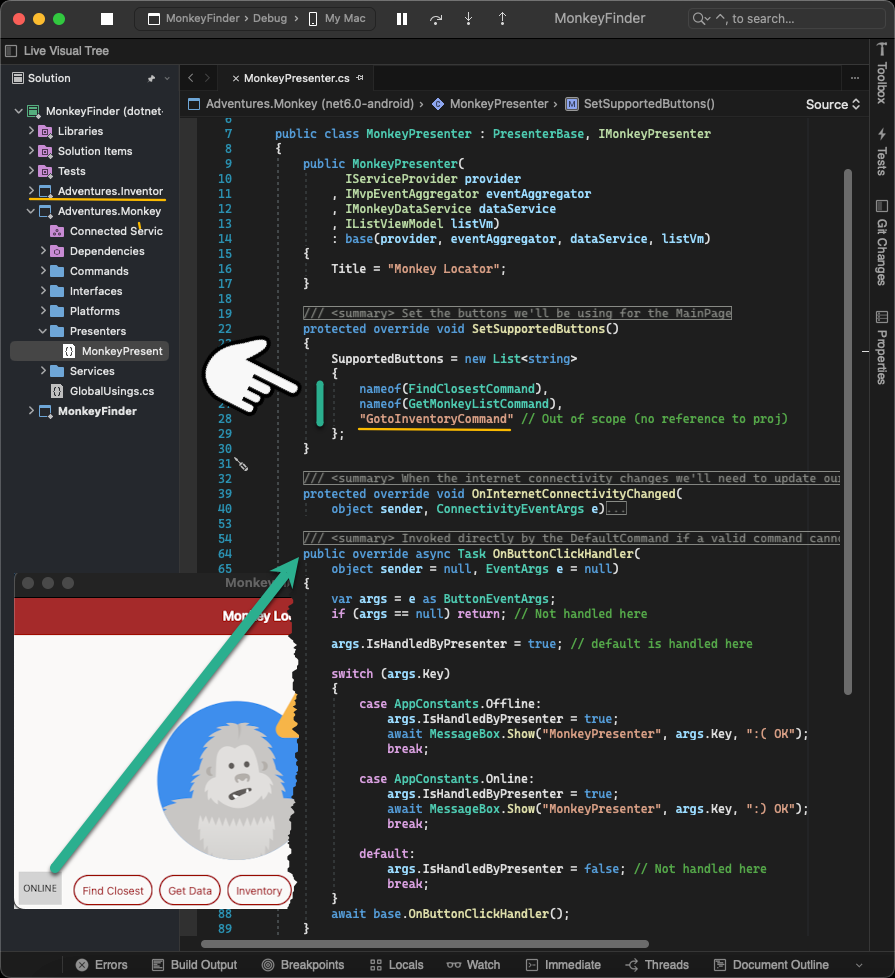 MonkeyFinder › Debug › My Mac
MonkeyFinder
⌃, to search...
Live Visual Tree
Solution
MonkeyFinder (dotnet-
Libraries
Solution Items
Tests
Adventures.Inventor
Adventures.Monkey
Connected Servic
Dependencies
Commands
Interfaces
Platforms
Presenters
MonkeyPresent
Services
GlobalUsings.cs
MonkeyFinder
MonkeyPresenter.cs
Adventures.Monkey (net6.0-android) › MonkeyPresenter › SetSupportedButtons()
Source
Toolbox
Tests
Git Changes
Properties
6
7 public class MonkeyPresenter : PresenterBase, IMonkeyPresenter
8 {
9 public MonkeyPresenter(
10 IServiceProvider provider
11 , IMvpEventAggregator eventAggregator
12 , IMonkeyDataService dataService
13 , IListViewModel listVm)
14 : base(provider, eventAggregator, dataService, listVm)
15 {
16 Title = "Monkey Locator";
17 }
18
19 /// <summary> Set the buttons we'll be using for the MainPage
22 protected override void SetSupportedButtons()
{
SupportedButtons = new List<string>
{
nameof(FindClosestCommand),
nameof(GetMonkeyListCommand),
28 "GotoInventoryCommand" // Out of scope (no reference to proj)
29 };
30 }
31
32 /// <summary> When the internet connectivity changes we'll need to update ou
39 protected override void OnInternetConnectivityChanged(
40 object sender, ConnectivityEventArgs e)...
53
54 /// <summary> Invoked directly by the DefaultCommand if a valid command canno
64 public override async Task OnButtonClickHandler(
65 object sender = null, EventArgs e = null)
{
var args = e as ButtonEventArgs;
if (args == null) return; // Not handled here
args.IsHandledByPresenter = true; // default is handled here
switch (args.Key)
{
case AppConstants.Offline:
args.IsHandledByPresenter = true;
await MessageBox.Show("MonkeyPresenter", args.Key, ":( OK");
break;
case AppConstants.Online:
args.IsHandledByPresenter = true;
await MessageBox.Show("MonkeyPresenter", args.Key, ":) OK");
break;
default:
args.IsHandledByPresenter = false; // Not handled here
break;
}
88 await base.OnButtonClickHandler();
89 }
Monkey
Monkey Loc
ONLINE
Find Closest
Get Data
Inventory
Errors
Build Output
Breakpoints
Locals
Watch
Immediate
Threads
Document Outline